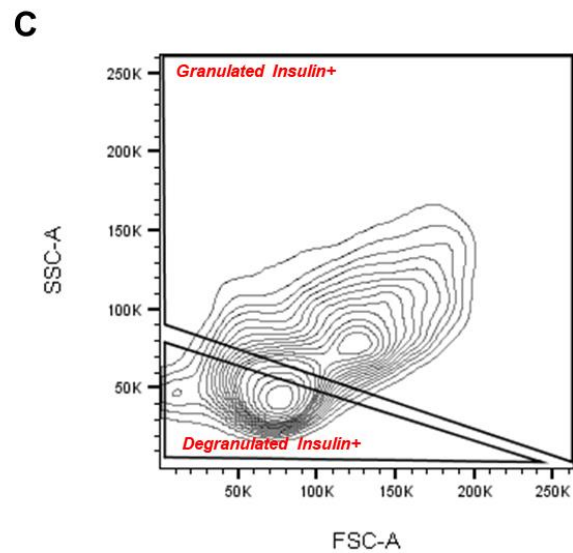 C
Granulated Insulin+
250K
200K
150K
100K
50K
SSC-A
Degranulated Insulin+
50K 100K 150K 200K 250K
FSC-A